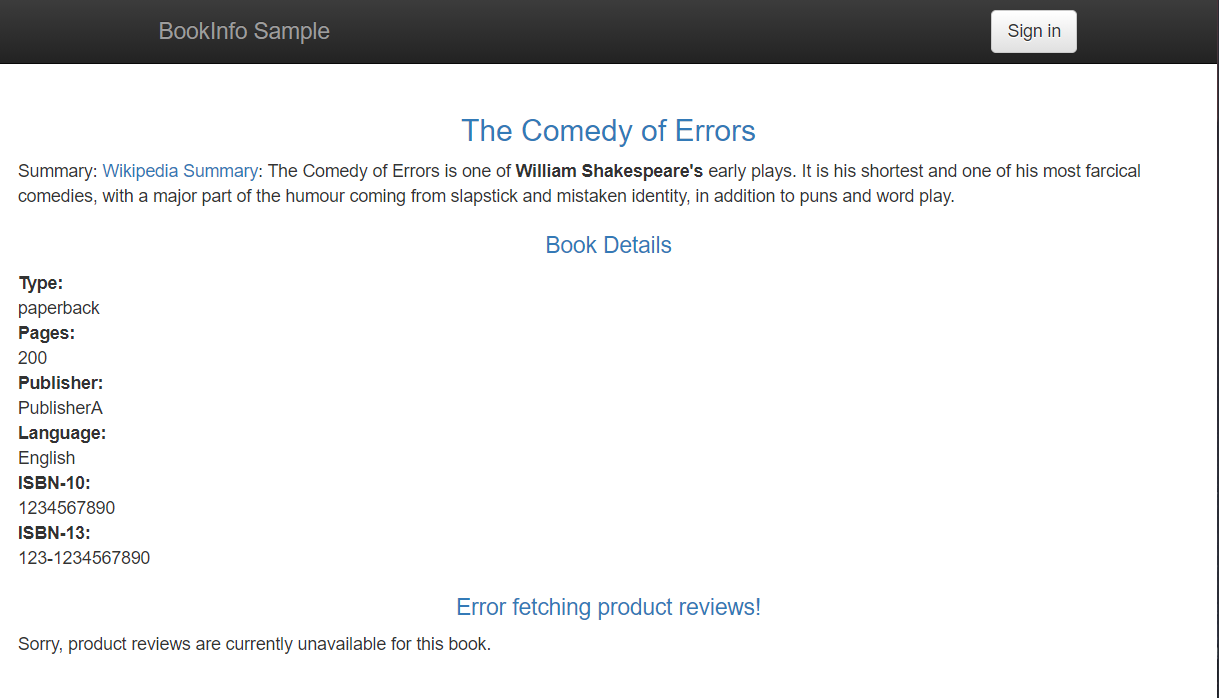 BookInfo Sample
Sign in
The Comedy of Errors
Summary: Wikipedia Summary: The Comedy of Errors is one of William Shakespeare's early plays. It is his shortest and one of his most farcical
comedies, with a major part of the humour coming from slapstick and mistaken identity, in addition to puns and word play.
Book Details
Type:
paperback
Pages:
200
Publisher:
PublisherA
Language:
English
ISBN-10:
1234567890
ISBN-13:
123-1234567890
Error fetching product reviews!
Sorry, product reviews are currently unavailable for this book.